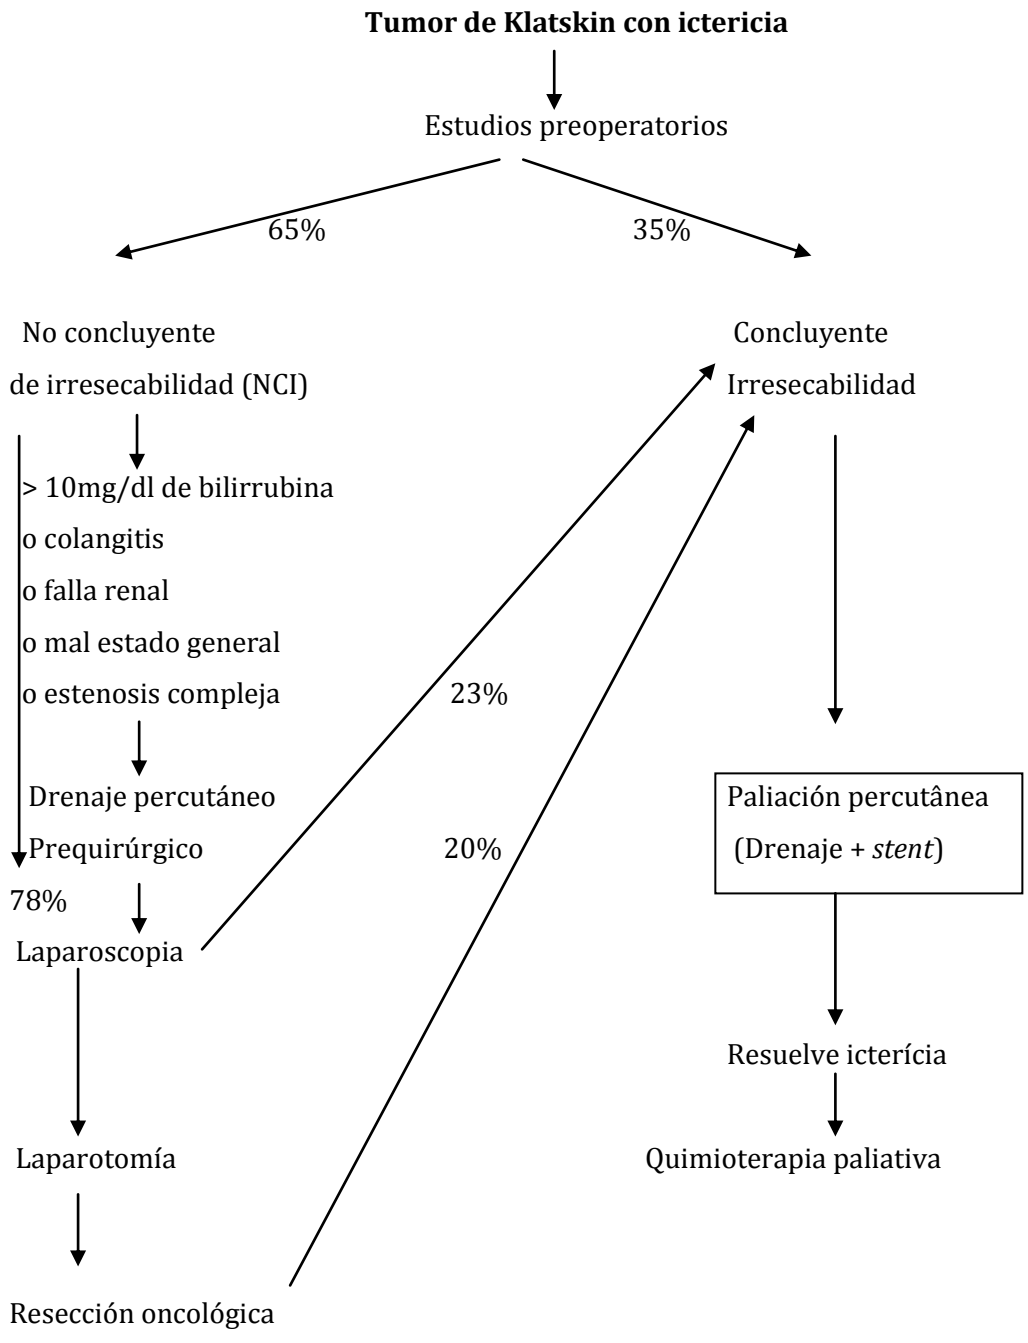 Tumor de Klatskin con ictericia
Estudios preoperatorios
65%
35%
No concluyente
de irresecabilidad (NCI)
Concluyente
Irresecabilidad
> 10mg/dl de bilirrubina
o colangitis
o falla renal
o mal estado general
o estenosis compleja
23%
Drenaje percutáneo
Prequirúrgico
20%
Paliación percutânea
(Drenaje + stent)
78%
Laparoscopia
Resuelve icterícia
Laparotomía
Quimioterapia paliativa
Resección oncológica